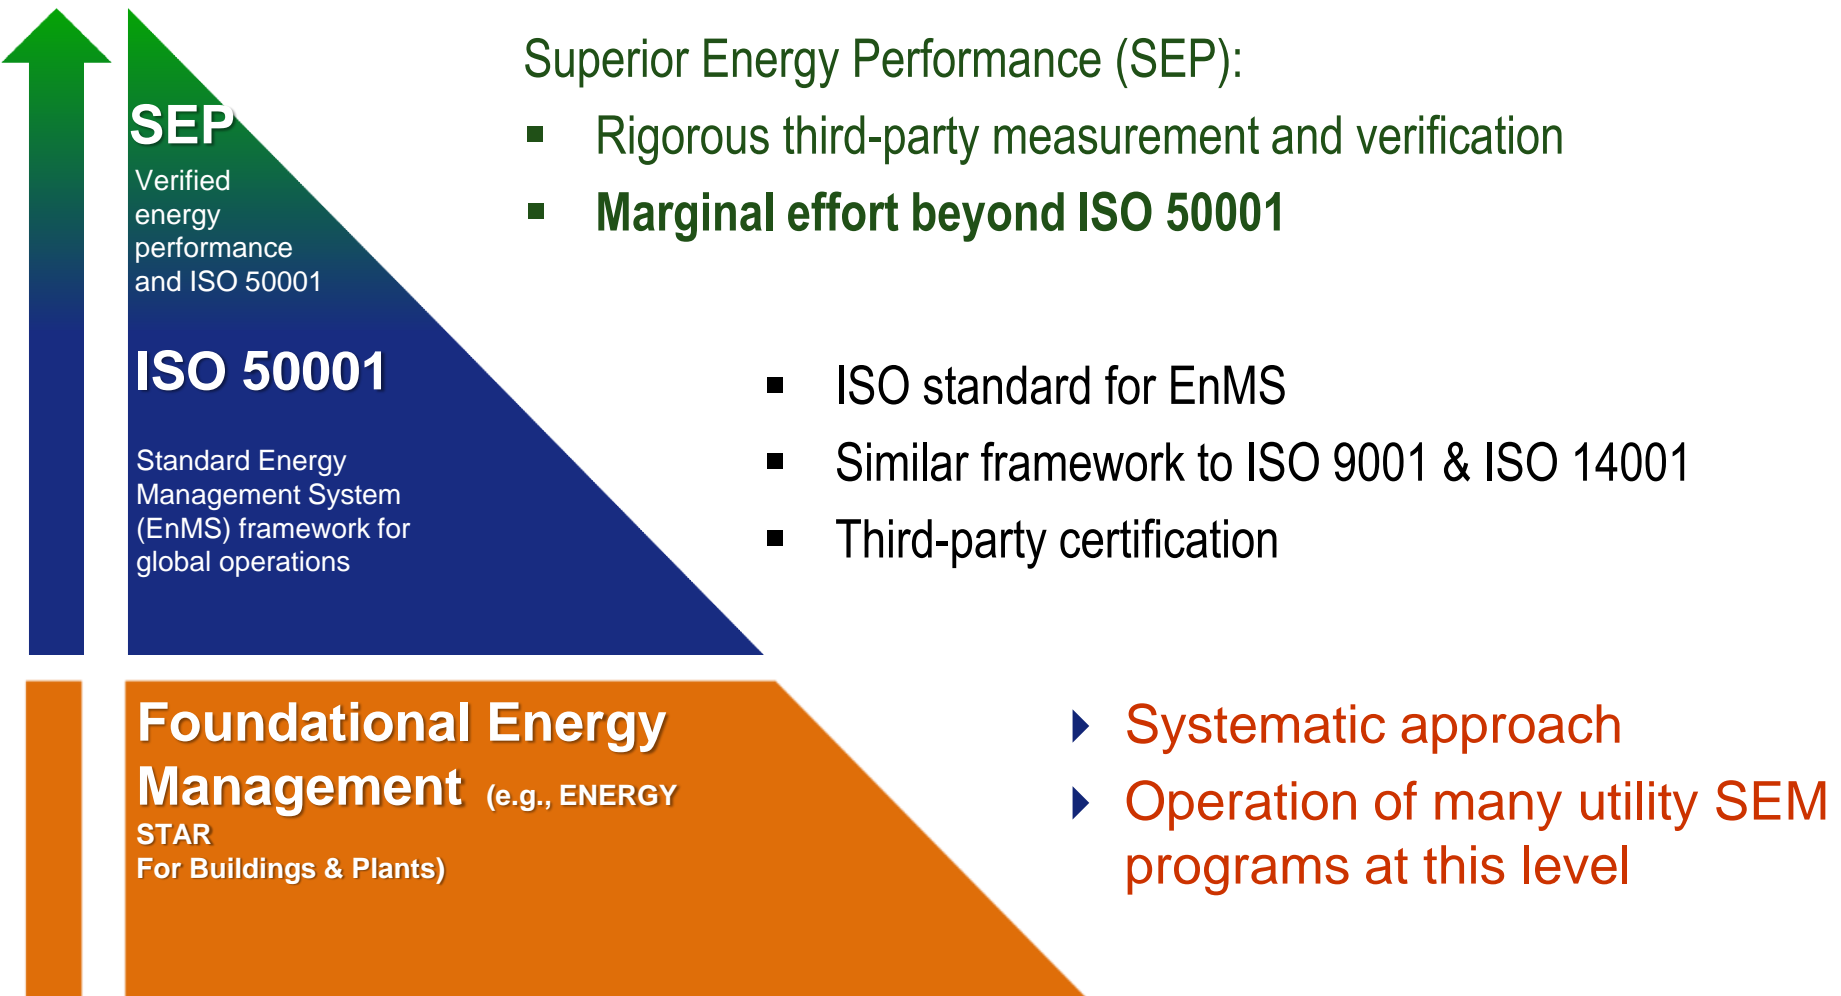 SEP
Verified
energy
performance
and ISO 50001
Superior Energy Performance (SEP):
▪ Rigorous third-party measurement and verification
▪ Marginal effort beyond ISO 50001
ISO 50001
Standard Energy
Management System
(EnMS) framework for
global operations
▪ ISO standard for EnMS
▪ Similar framework to ISO 9001 & ISO 14001
▪ Third-party certification
Foundational Energy
Management (e.g., ENERGY
STAR
For Buildings & Plants)
Systematic approach
Operation of many utility SEM
programs at this level